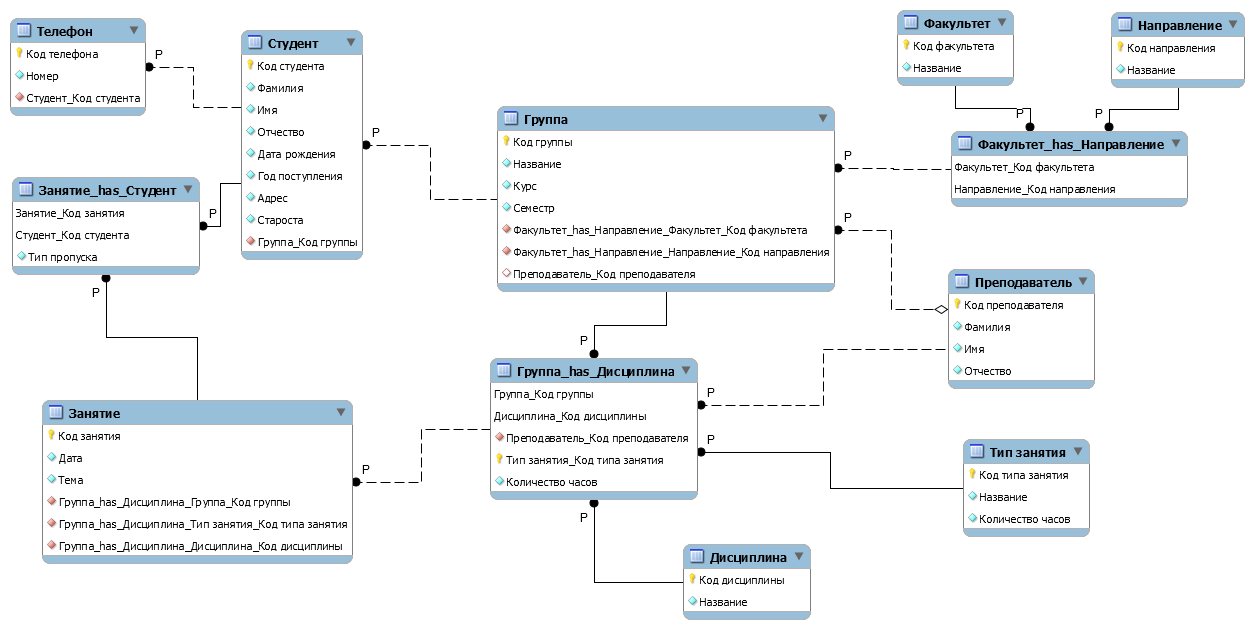 Телефон
Код телефона
Номер
Студент_Код студента
P
Студент
Код студента
Фамилия
Имя
Отчество
Дата рождения
Год поступления
Адрес
Староста
Группа_Код группы
P
Факультет
Код факультета
Название
P
Направление
Код направления
Название
P
Группа
Код группы
Название
Курс
Семестр
Факультет_has_Направление_Факультет_Код факультета
Факультет_has_Направление_Направление_Код направления
Преподаватель_Код преподавателя
P
P
Факультет_has_Направление
Факультет_Код факультета
Направление_Код направления
Занятие_has_Студент
Занятие_Код занятия
Студент_Код студента
Тип пропуска
P
P
Преподаватель
Код преподавателя
Фамилия
Имя
Отчество
P
Группа_has_Дисциплина
Группа_Код группы
Дисциплина_Код дисциплины
Преподаватель_Код преподавателя
Тип занятия_Код типа занятия
Количество часов
P
P
P
Занятие
Код занятия
Дата
Тема
Группа_has_Дисциплина_Группа_Код группы
Группа_has_Дисциплина_Тип занятия_Код типа занятия
Группа_has_Дисциплина_Дисциплина_Код дисциплины
P
Тип занятия
Код типа занятия
Название
Количество часов
Дисциплина
Код дисциплины
Название